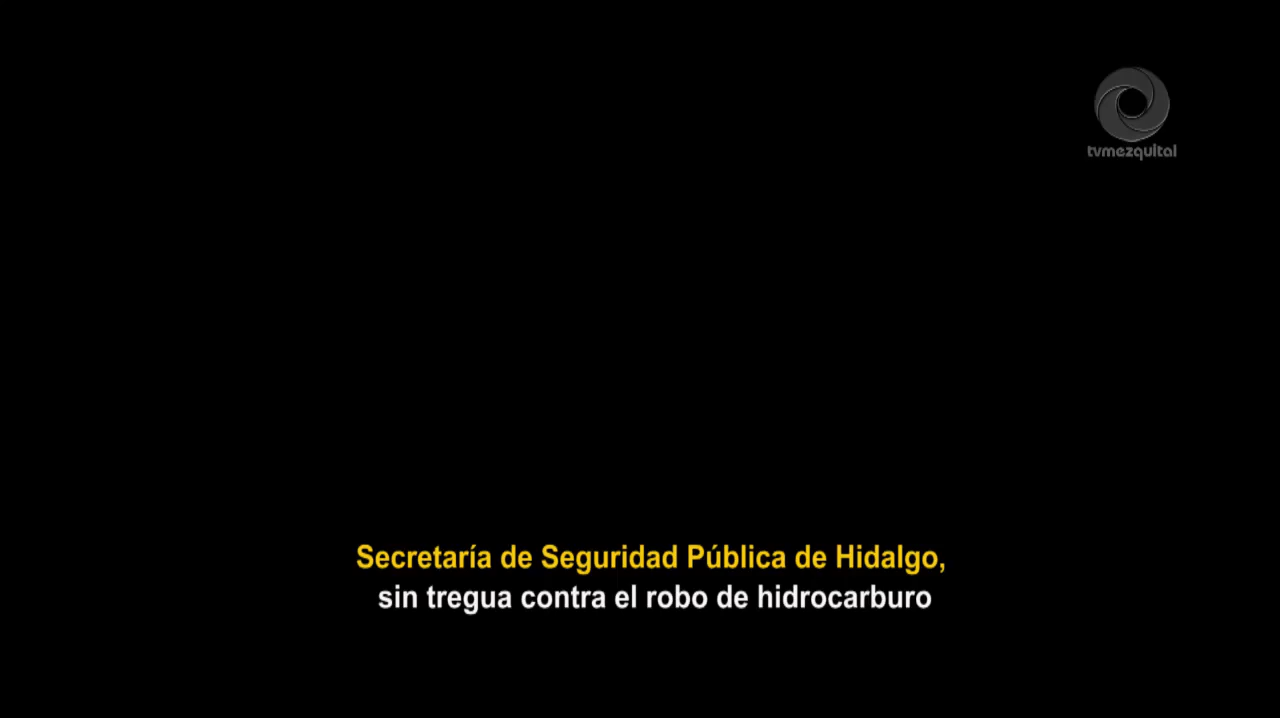 tvmezquital
Secretaría de Seguridad Pública de Hidalgo,
sin tregua contra el robo de hidrocarburo